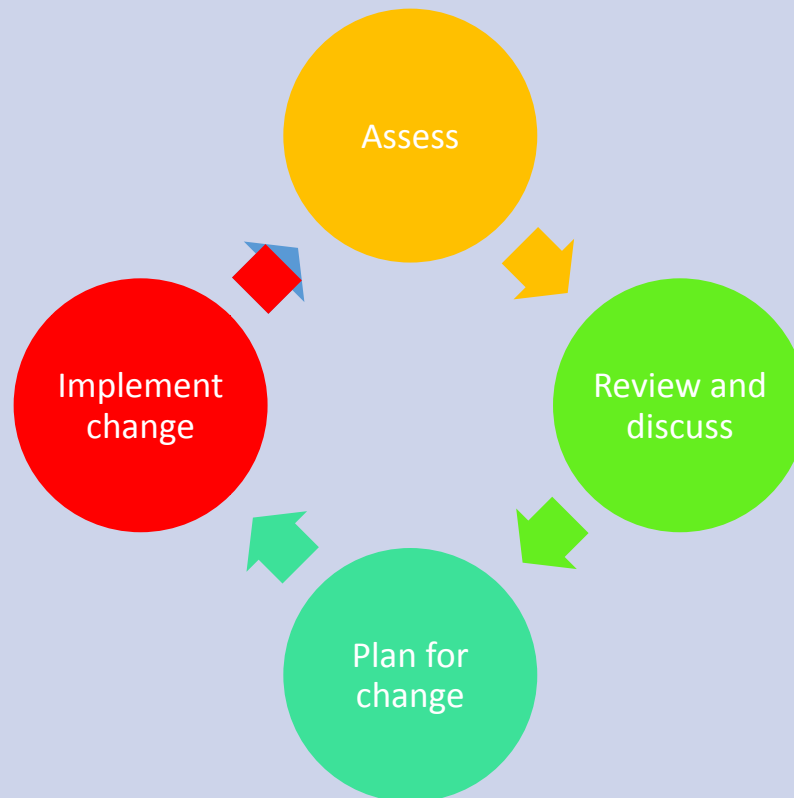 Assess
Review and
discuss
Plan for
change
Implement
change